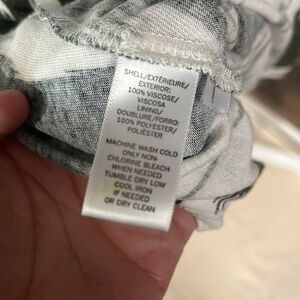 SHELL/EXTÉRIEURE/
EXTERIOR:
100% VISCOSE/
VISCOSA
LINING/
DOUBLURE/FORRO:
100% POLYESTER/
POLIÉSTER
MACHINE WASH COLD
ONLY NON-
CHLORINE BLEACH
WHEN NEEDED
TUMBLE DRY LOW
COOL IRON
IF NEEDED
OR DRY CLEAN